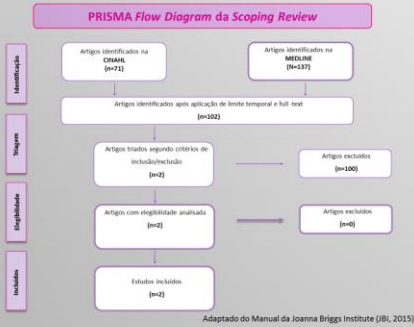 PRISMA Flow Diagram da Scoping Review
Identificação
Artigos identificados na
CINAHL
(n=71)
Artigos identificados na
MEDLINE
(N=137)
Artigos identificados após aplicação de limite temporal e full-text
(n=102)
Triagem
Artigos triados segundo critérios de
inclusão/exclusão
(n=2)
Artigos excluídos
(n=100)
Elegibilidade
Artigos com elegibilidade analisada
(n=2)
Artigos excluídos
(n=0)
Incluídos
Estudos incluídos
(n=2)
Adaptado do Manual da Joanna Briggs Institute (JBI, 2015)